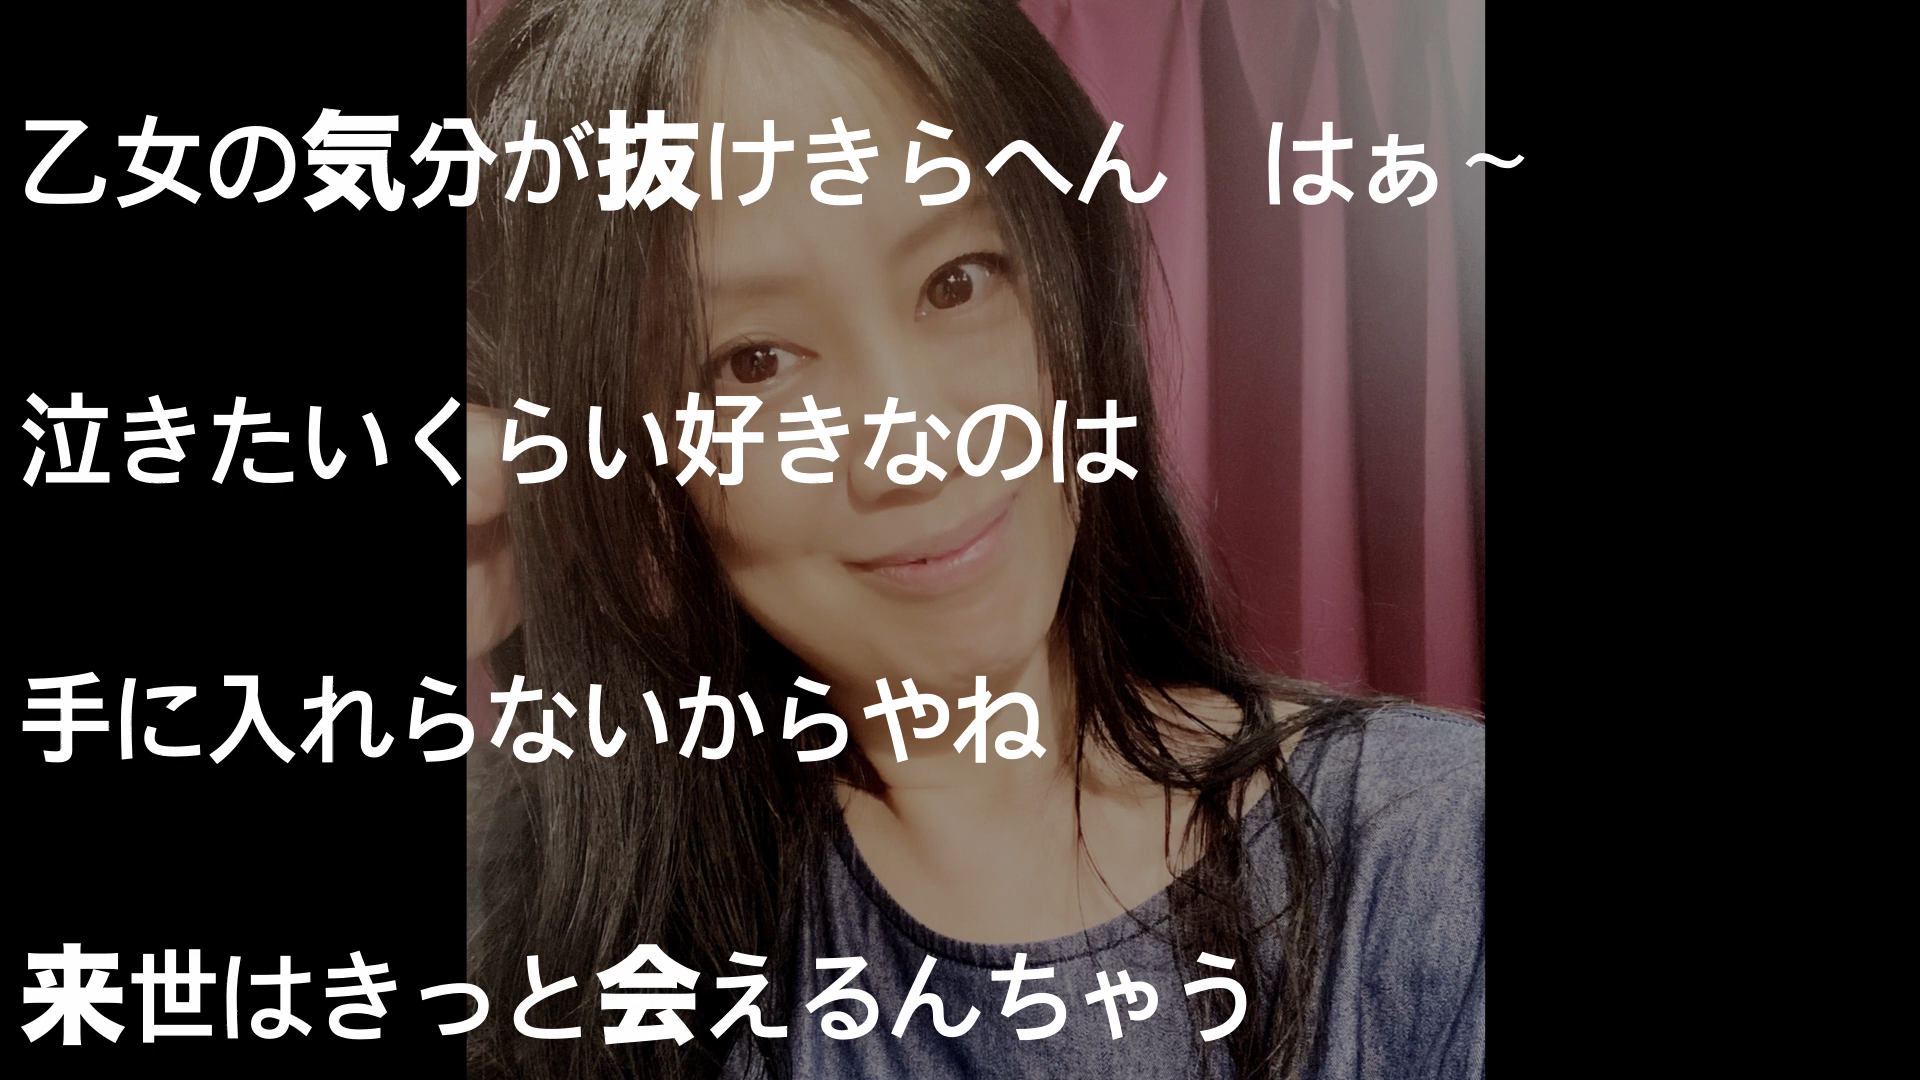 乙女の気分が抜けきらへん　はぁ～
泣きたいくらい好きなのは
手に入れらないからやね
来世はきっと会えるんちゃう